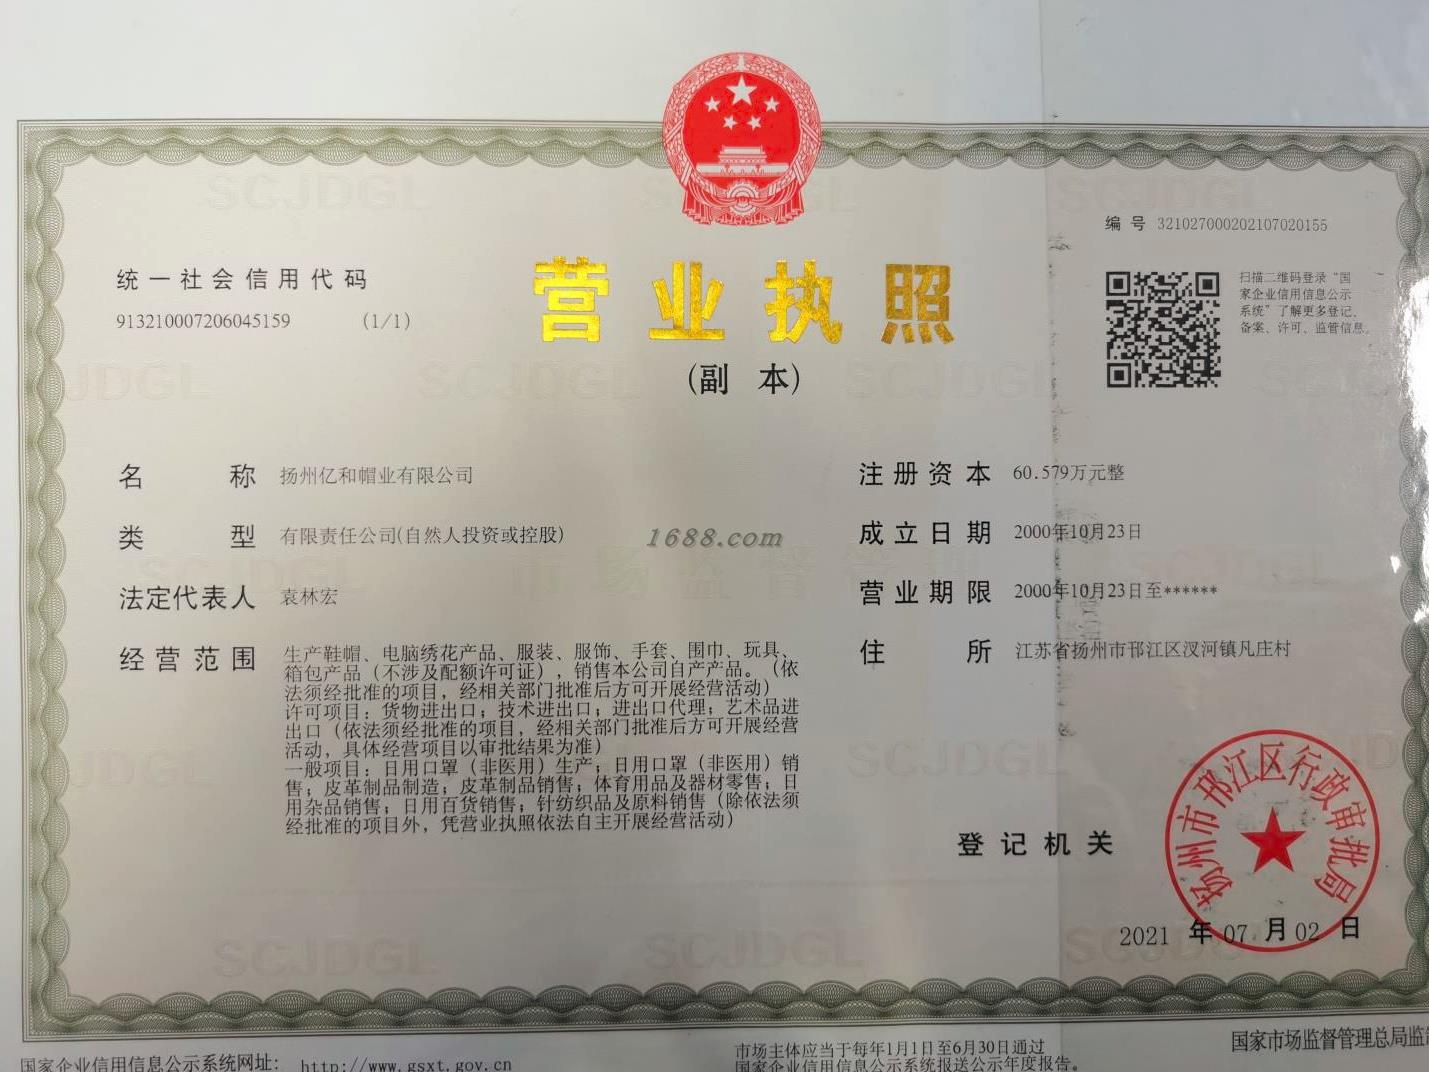 编 号 321027000202107020155
统一社会信用代码
913210007206045159 (1/1)
营业执照
(副 本)
扫描二维码登录“国
家企业信用信息公示
系统”了解更多登记、
备案、许可、监管信息。
名 称 扬州亿和帽业有限公司
类 型 有限责任公司(自然人投资或控股)
法定代表人 袁林宏
经营范围 生产鞋帽、电脑绣花产品、服装、服饰、手套、围巾、玩具、
箱包产品（不涉及配额许可证），销售本公司自产产品。（依
法须经批准的项目，经相关部门批准后方可开展经营活动）
许可项目：货物进出口；技术进出口；进出口代理；艺术品进
出口（依法须经批准的项目，经相关部门批准后方可开展经营
活动，具体经营项目以审批结果为准）
一般项目：日用口罩（非医用）生产；日用口罩（非医用）销
售；皮革制品制造；皮革制品销售；体育用品及器材零售；日
用杂品销售；日用百货销售；针纺织品及原料销售（除依法须
经批准的项目外，凭营业执照依法自主开展经营活动）
注册资本 60.579万元整
成立日期 2000年10月23日
营业期限 2000年10月23日至******
住 所 江苏省扬州市邗江区汊河镇凡庄村
1688.com
登记机关
扬州市邗江区行政审批局
2021 年 07 月 02 日
国家企业信用信息公示系统网址： http://www.gsxt.gov.cn
市场主体应当于每年1月1日至6月30日通过
国家企业信用信息公示系统报送公示年度报告。
国家市场监督管理总局监制